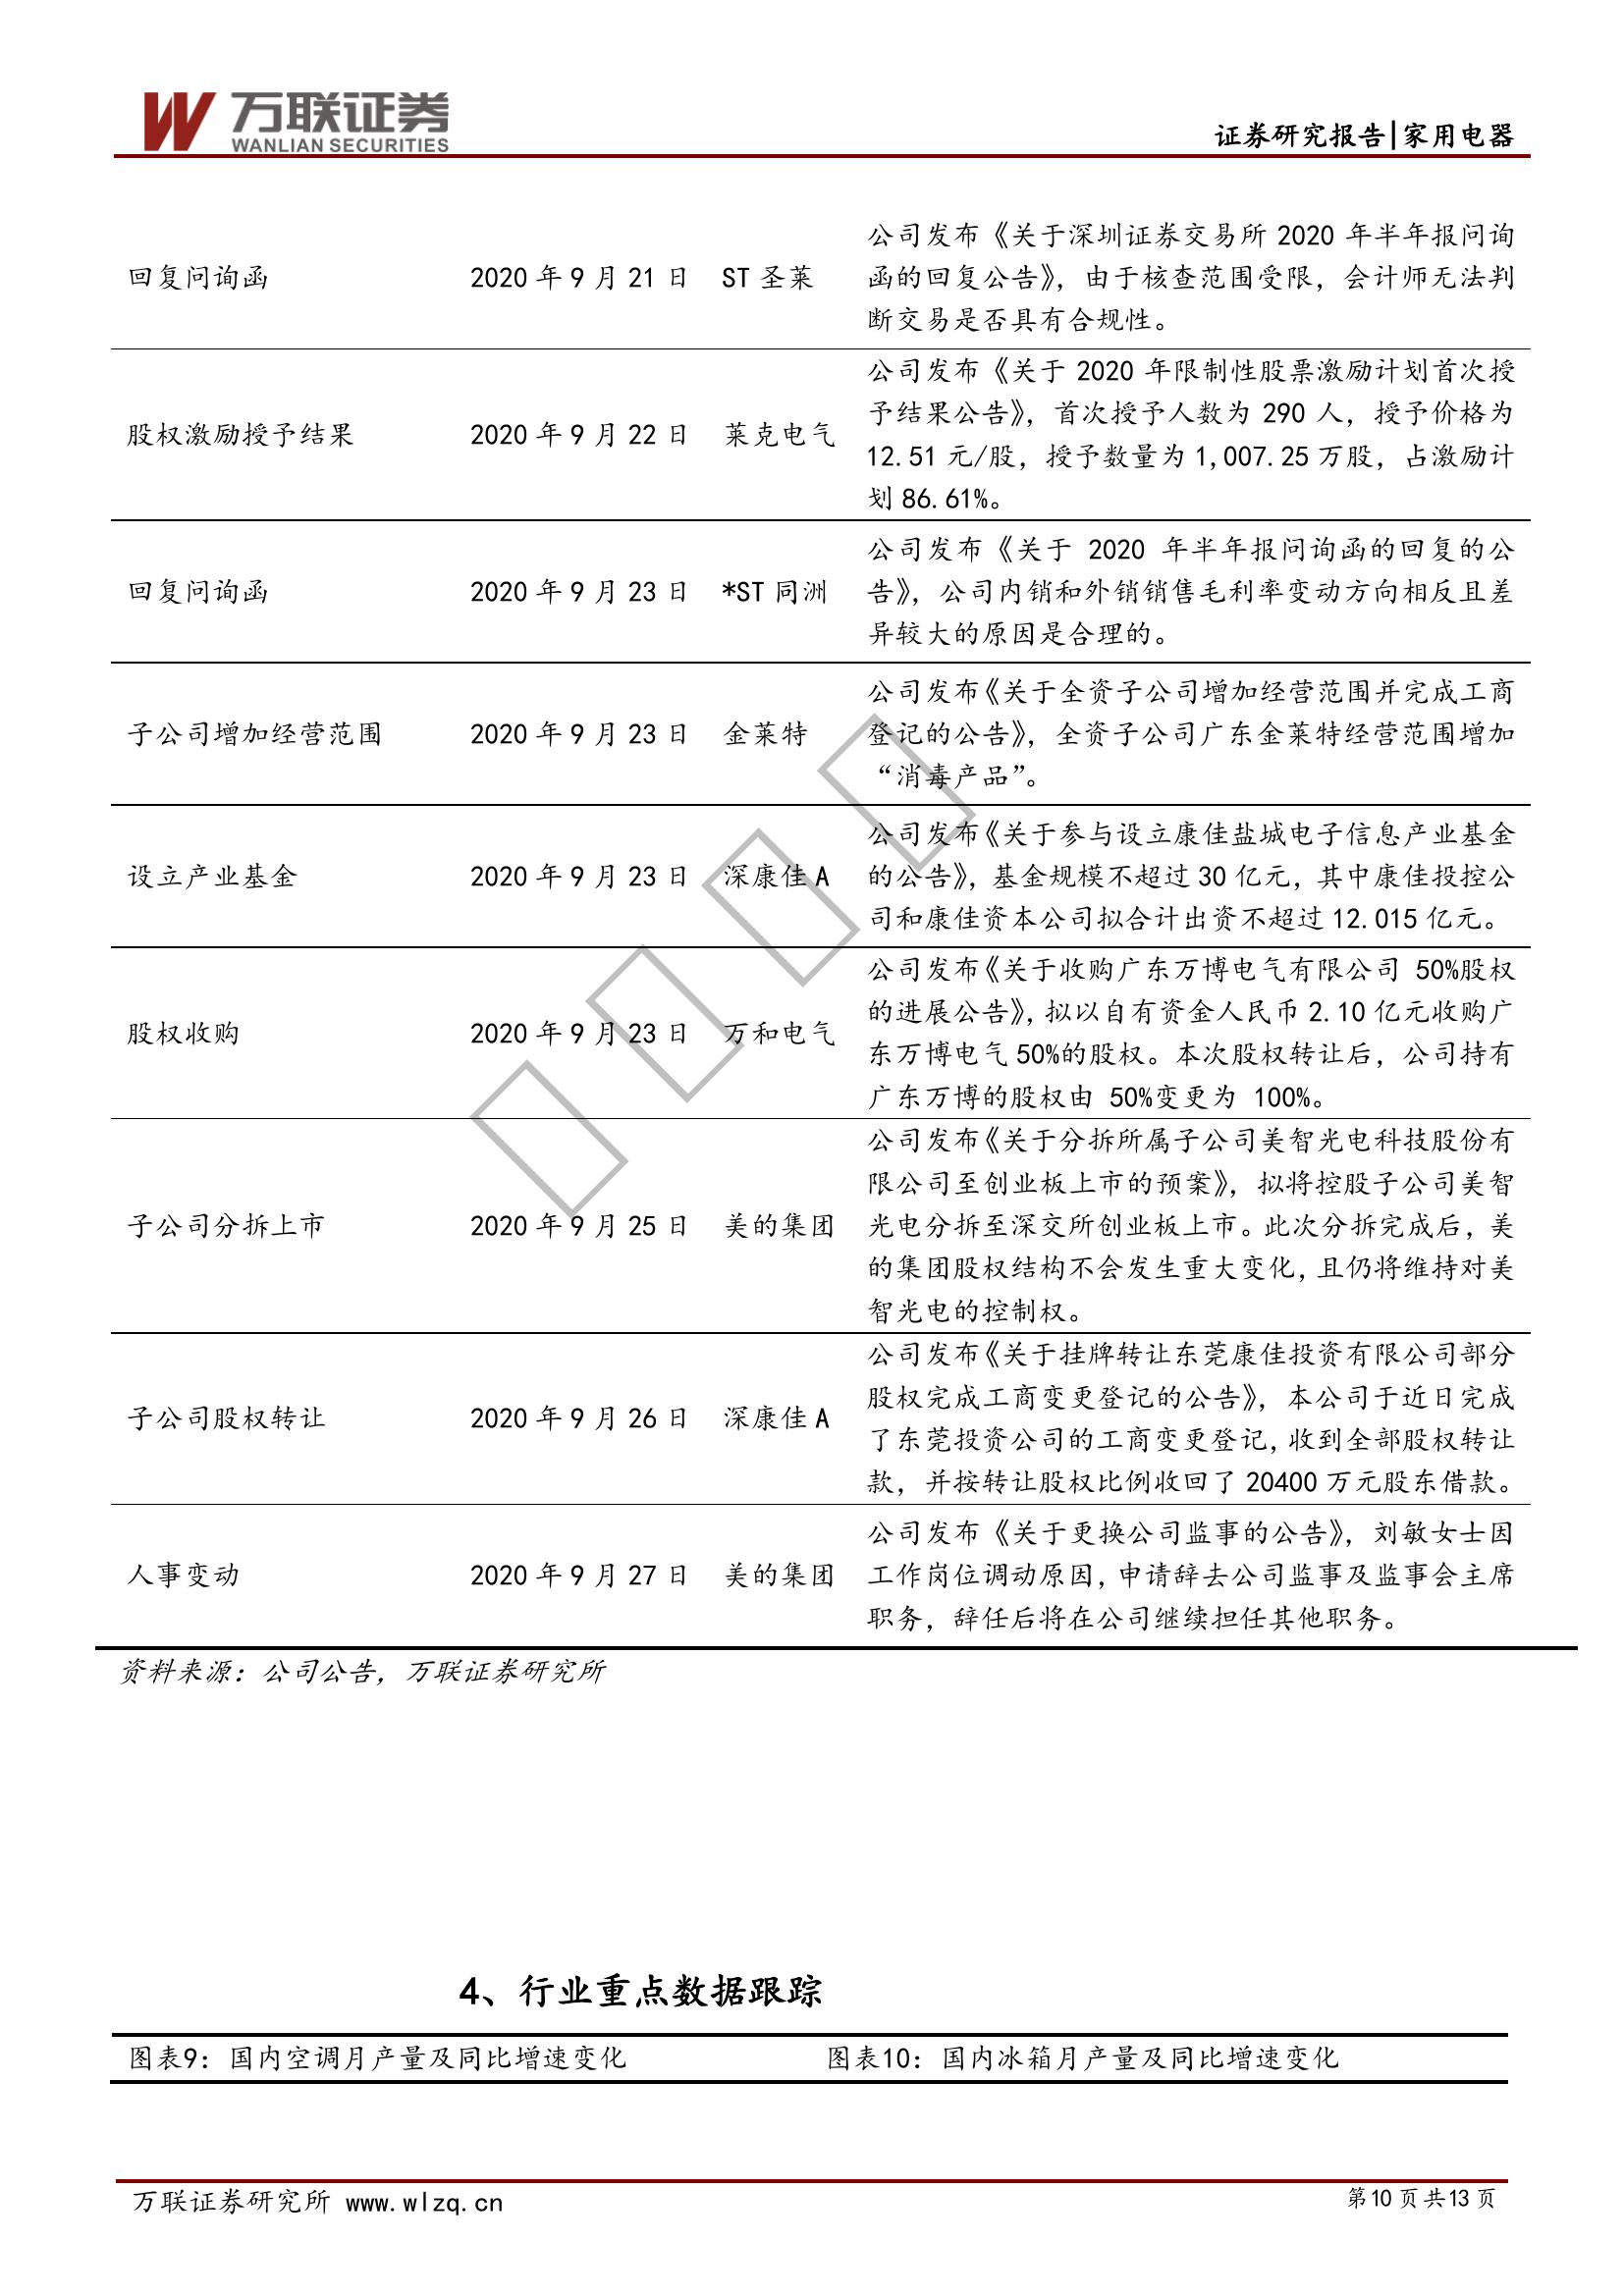 万联证券
WANLIAN SECURITIES
证券研究报告|家用电器
公司发布《关于深圳证券交易所 2020 年半年报问询
回复问询函 2020 年 9 月 21 日 ST 圣莱 函的回复公告》，由于核查范围受限，会计师无法判
断交易是否具有合规性。
公司发布《关于 2020 年限制性股票激励计划首次授
股权激励授予结果 2020 年 9 月 22 日 莱克电气 予结果公告》，首次授予人数为 290 人，授予价格为
12.51 元/股，授予数量为 1,007.25 万股，占激励计
划 86.61%。
公司发布《关于 2020 年半年报问询函的回复的公
回复问询函 2020 年 9 月 23 日 *ST 同洲 告》，公司内销和外销销售毛利率变动方向相反且差
异较大的原因是合理的。
公司发布《关于全资子公司增加经营范围并完成工商
子公司增加经营范围 2020 年 9 月 23 日 金莱特 登记的公告》，全资子公司广东金莱特经营范围增加
“消毒产品”。
公司发布《关于参与设立康佳盐城电子信息产业基金
设立产业基金 2020 年 9 月 23 日 深康佳 A 的公告》，基金规模不超过 30 亿元，其中康佳投控公
司和康佳资本公司拟合计出资不超过 12.015 亿元。
公司发布《关于收购广东万博电气有限公司 50%股权
的进展公告》，拟以自有资金人民币 2.10 亿元收购广
股权收购 2020 年 9 月 23 日 万和电气 东万博电气 50%的股权。本次股权转让后，公司持有
广东万博的股权由 50%变更为 100%。
公司发布《关于分拆所属子公司美智光电科技股份有
限公司至创业板上市的预案》，拟将控股子公司美智
子公司分拆上市 2020 年 9 月 25 日 美的集团 光电分拆至深交所创业板上市。此次分拆完成后，美
的集团股权结构不会发生重大变化，且仍将维持对美
智光电的控制权。
公司发布《关于挂牌转让东莞康佳投资有限公司部分
子公司股权转让 2020 年 9 月 26 日 深康佳 A 股权完成工商变更登记的公告》，本公司于近日完成
了东莞投资公司的工商变更登记，收到全部股权转让
款，并按转让股权比例收回了 20400 万元股东借款。
公司发布《关于更换公司监事的公告》，刘敏女士因
人事变动 2020 年 9 月 27 日 美的集团 工作岗位调动原因，申请辞去公司监事及监事会主席
职务，辞任后将在公司继续担任其他职务。
资料来源：公司公告，万联证券研究所
4、行业重点数据跟踪
图表9：国内空调月产量及同比增速变化 图表10：国内冰箱月产量及同比增速变化
万联证券研究所 www.wlzq.cn 第10 页 共13 页